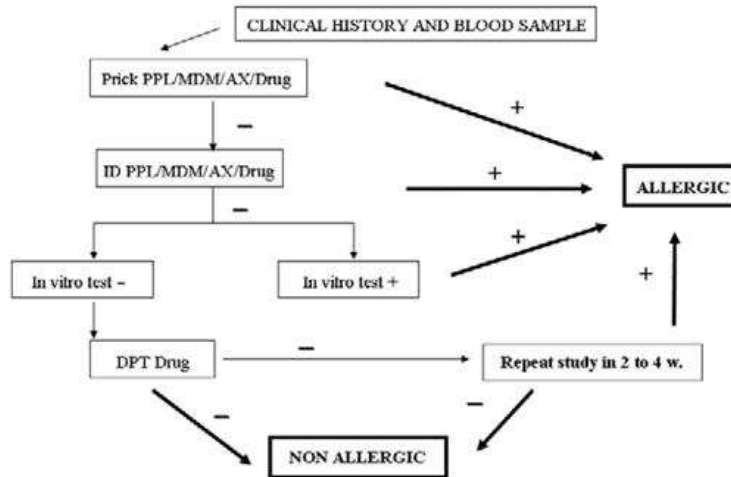 CLINICAL HISTORY AND BLOOD SAMPLE
Prick PPL/MDM/AX/Drug
+
–
ID PPL/MDM/AX/Drug
+
ALLERGIC
–
+
In vitro test –
In vitro test +
+
DPT Drug
–
Repeat study in 2 to 4 w.
–
–
NON ALLERGIC